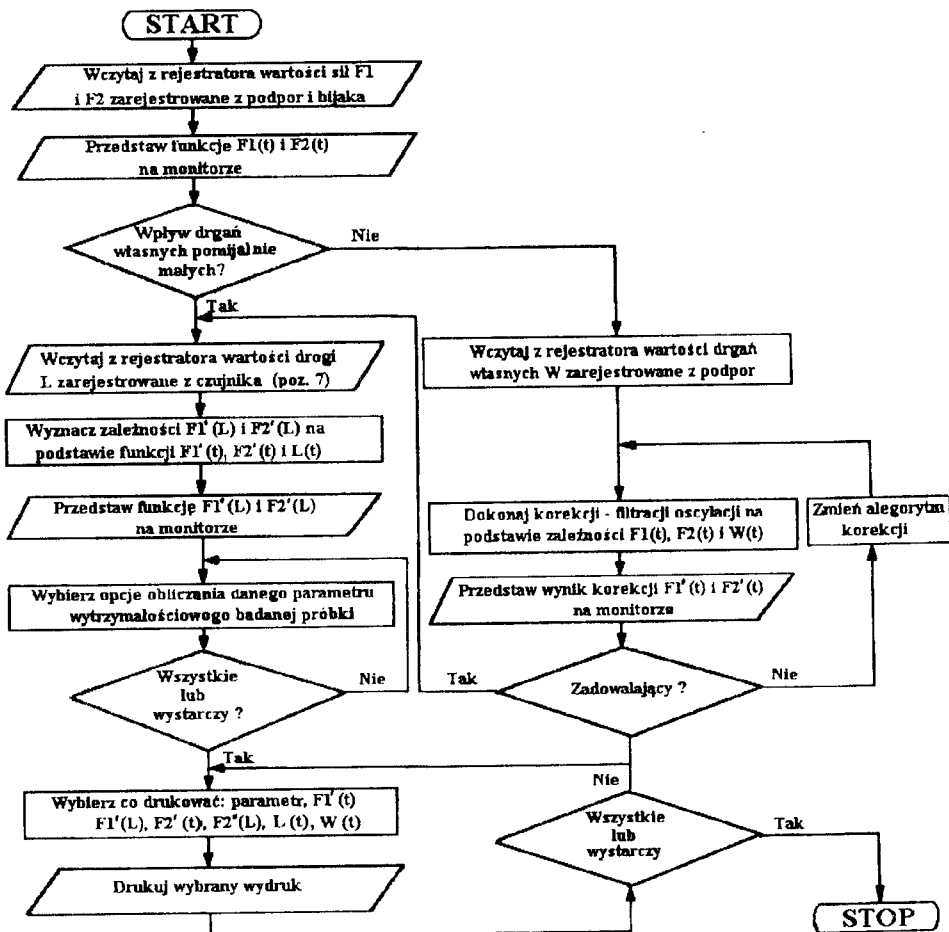 START
Wczytaj z rejestratora wartości sił F1
i F2 zarejestrowane z podpor i bijaka
Przedstaw funkcje F1(t) i F2(t)
na monitorze
Wpływ drgań
własnych pomijalnie
małych?
Nie
Tak
Wczytaj z rejestratora wartości drogi
L zarejestrowane z czujnika (poz. 7)
Wyznacz zależności F1'(L) i F2'(L) na
podstawie funkcji F1'(t), F2'(t) i L(t)
Przedstaw funkcję F1'(L) i F2'(L)
na monitorze
Wybierz opcje obliczania danego parametru
wytrzymałościowego badanej próbki
Wszystkie
lub
wystarczy ?
Nie
Tak
Wybierz co drukować: parametr, F1'(t)
F1'(L), F2'(t), F2"(L), L(t), W(t)
Drukuj wybrany wydruk
Wczytaj z rejestratora wartości drgań
własnych W zarejestrowane z podpor
Dokonaj korekcji - filtracji oscylacji na
podstawie zależności F1(t), F2(t) i W(t)
Zmień alegorytm
korekcji
Przedstaw wynik korekcji F1'(t) i F2'(t)
na monitorze
Tak
Zadowalający ?
Nie
Nie
Wszystkie
lub
wystarczy
Tak
STOP